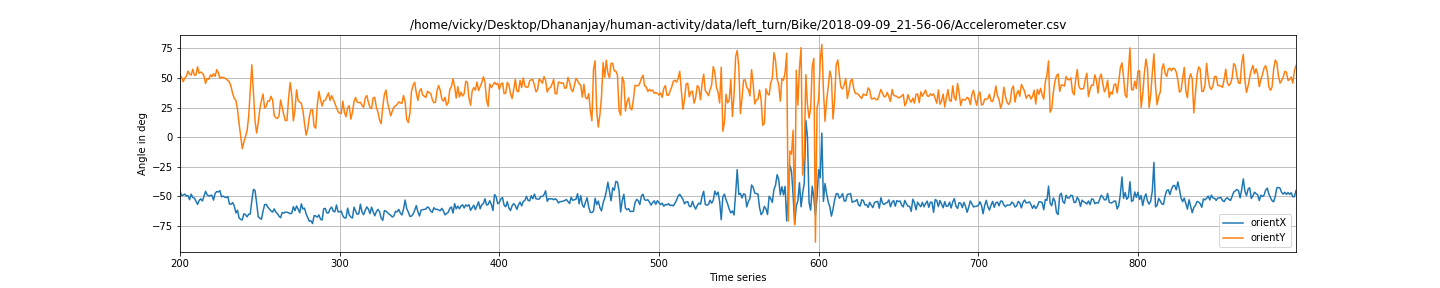 /home/vicky/Desktop/Dhananjay/human-activity/data/left_turn/Bike/2018-09-09_21-56-06/Accelerometer.csv
75
50
25
0
−25
−50
−75
Angle in deg
200 300 400 500 600 700 800
Time series
orientX
orientY